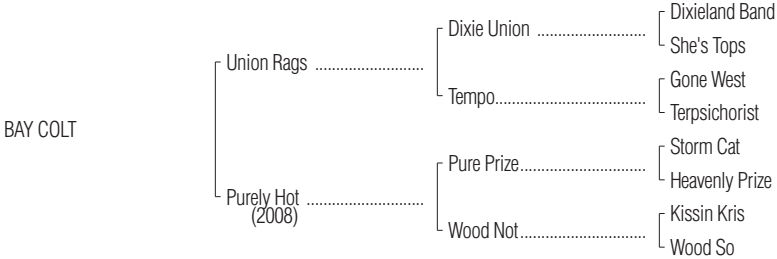 Dixieland Band
Dixie Union ..........................
She's Tops
Union Rags ..........................
Gone West
Tempo....................................
Terpsichorist
BAY COLT
Storm Cat
Pure Prize..............................
Heavenly Prize
Purely Hot ............................
(2008)
Kissin Kris
Wood Not..............................
Wood So